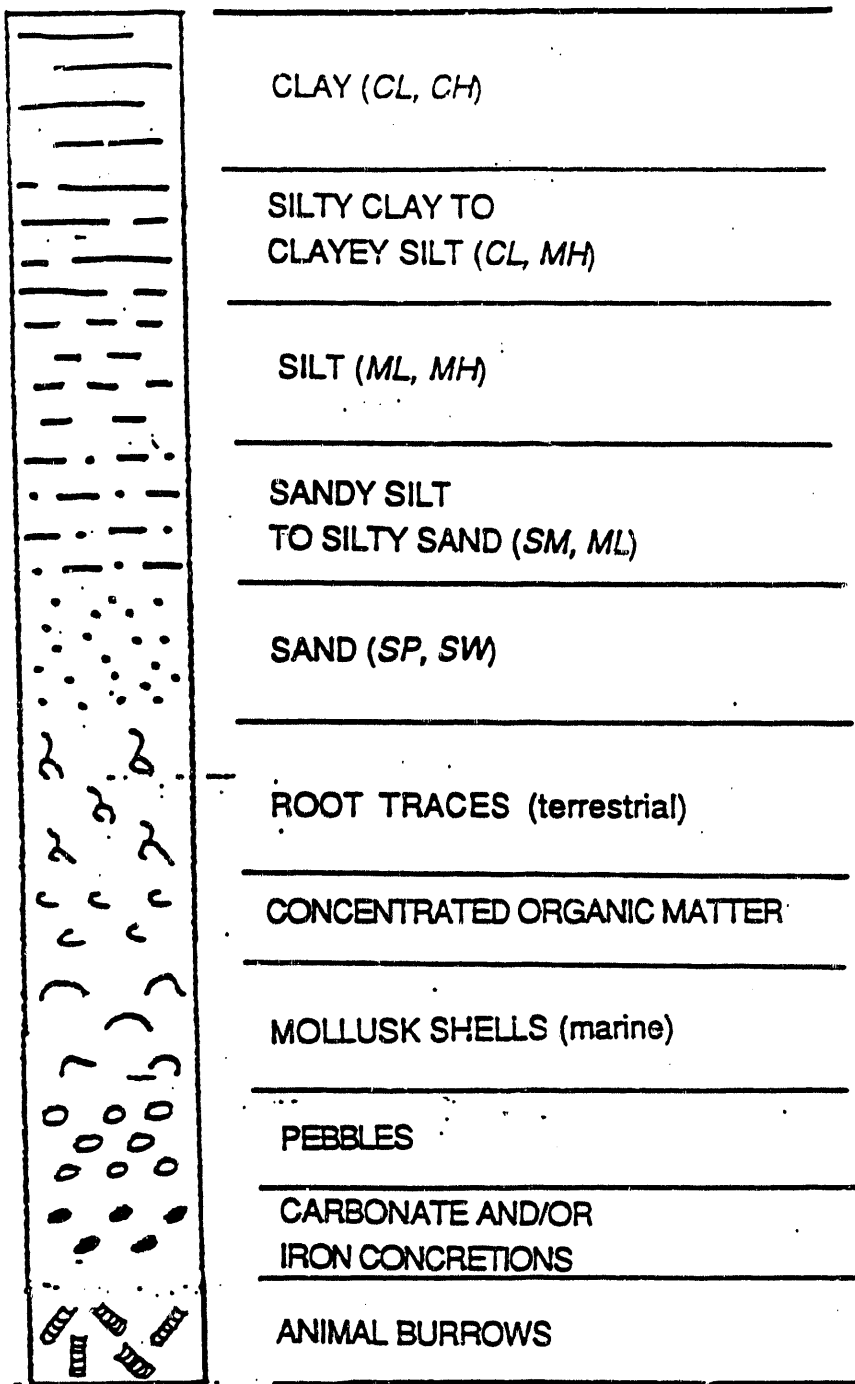 CLAY (CL, CH)
SILTY CLAY TO
CLAYEY SILT (CL, MH)
SILT (ML, MH)
SANDY SILT
TO SILTY SAND (SM, ML)
SAND (SP, SW)
ROOT TRACES (terrestrial)
CONCENTRATED ORGANIC MATTER
MOLLUSK SHELLS (marine)
PEBBLES
CARBONATE AND/OR
IRON CONCRETIONS
ANIMAL BURROWS